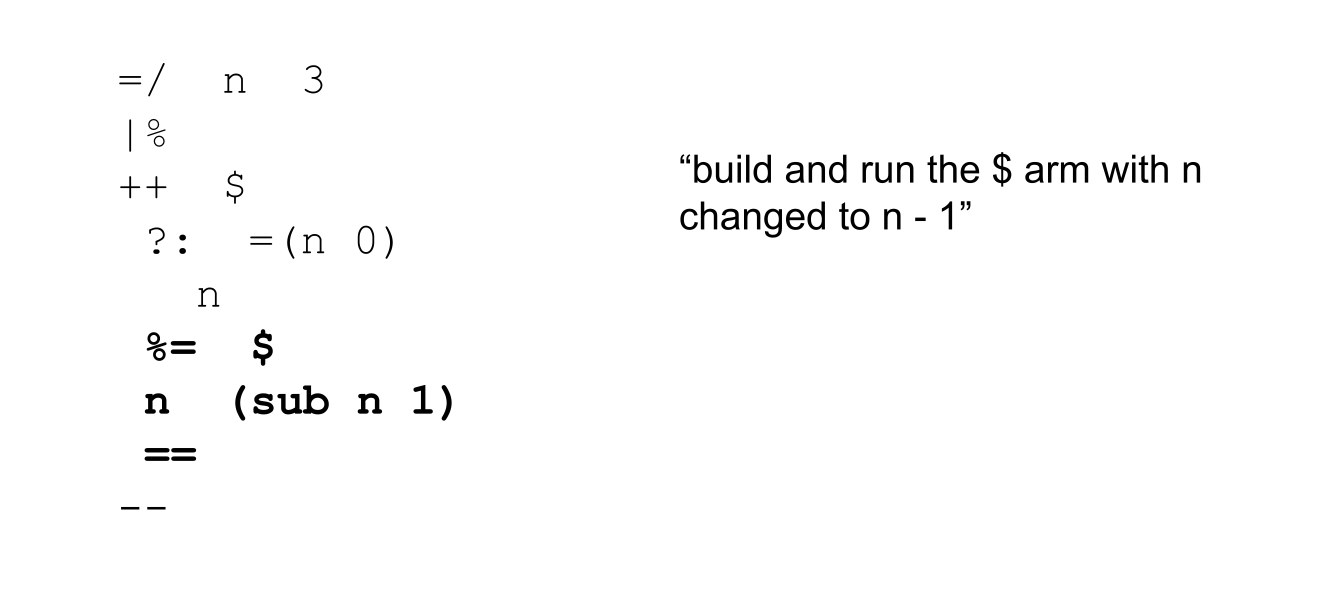 =/  n  3
|%
++  $
?:  =(n 0)
n
%=  $
n  (sub n 1)
==
--
“build and run the $ arm with n
changed to n - 1”